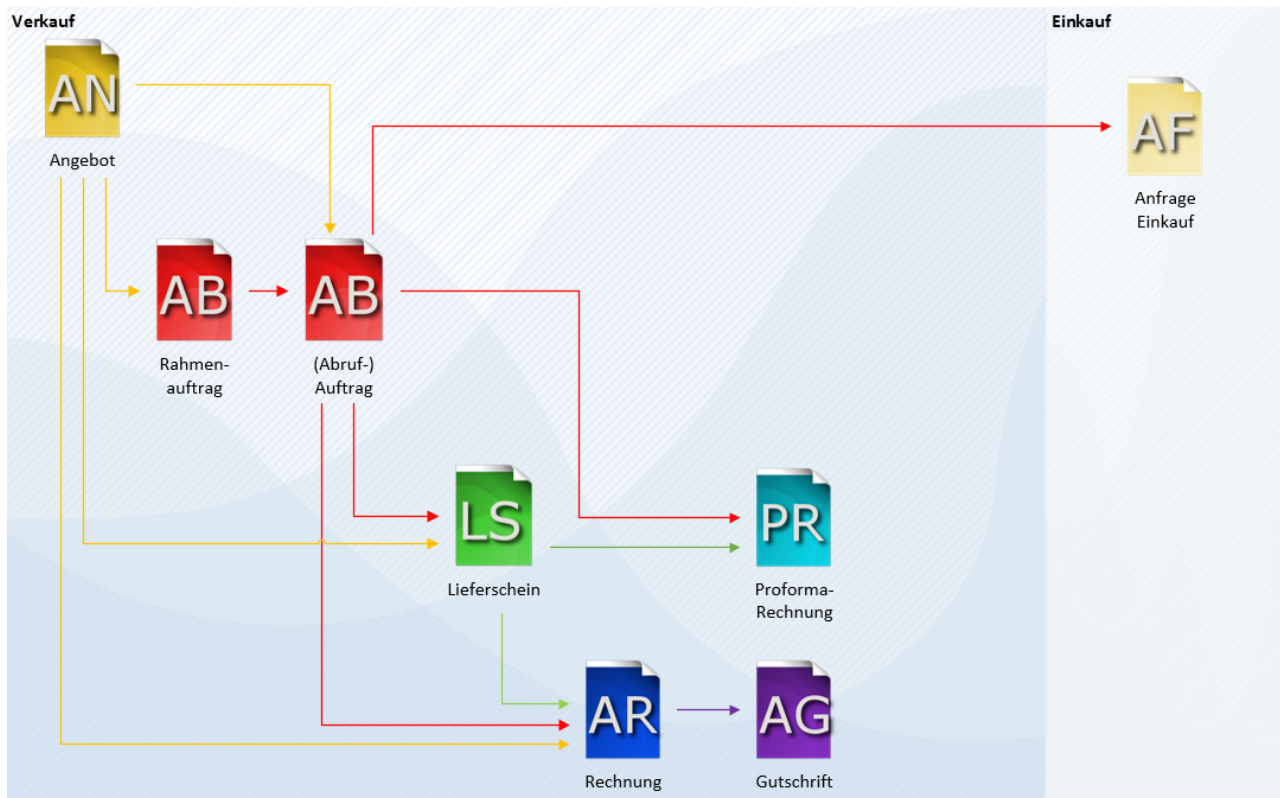 Verkauf
Einkauf
AN
Angebot
AF
Anfrage
Einkauf
AB
Rahmen-
auftrag
AB
(Abruf-)
Auftrag
LS
Lieferschein
PR
Proforma-
Rechnung
AR
Rechnung
AG
Gutschrift